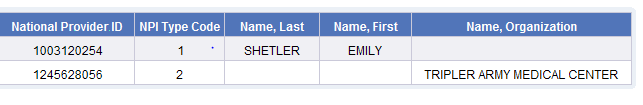 National Provider ID NPI Type Code Name, Last Name, First Name, Organization
1003120254 1 SHETLER EMILY
1245628056 2 TRIPLER ARMY MEDICAL CENTER